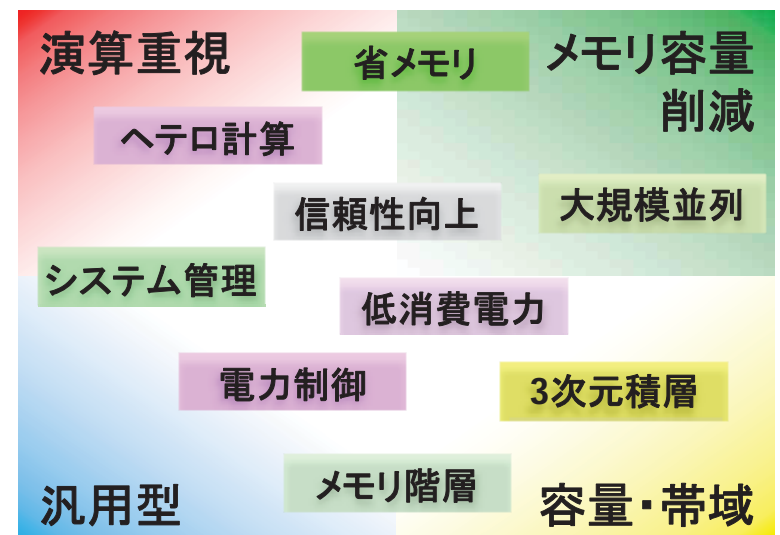 演算重視
省メモリ
メモリ容量
削減
ヘテロ計算
信頼性向上
大規模並列
システム管理
低消費電力
電力制御
3次元積層
メモリ階層
汎用型
容量・帯域